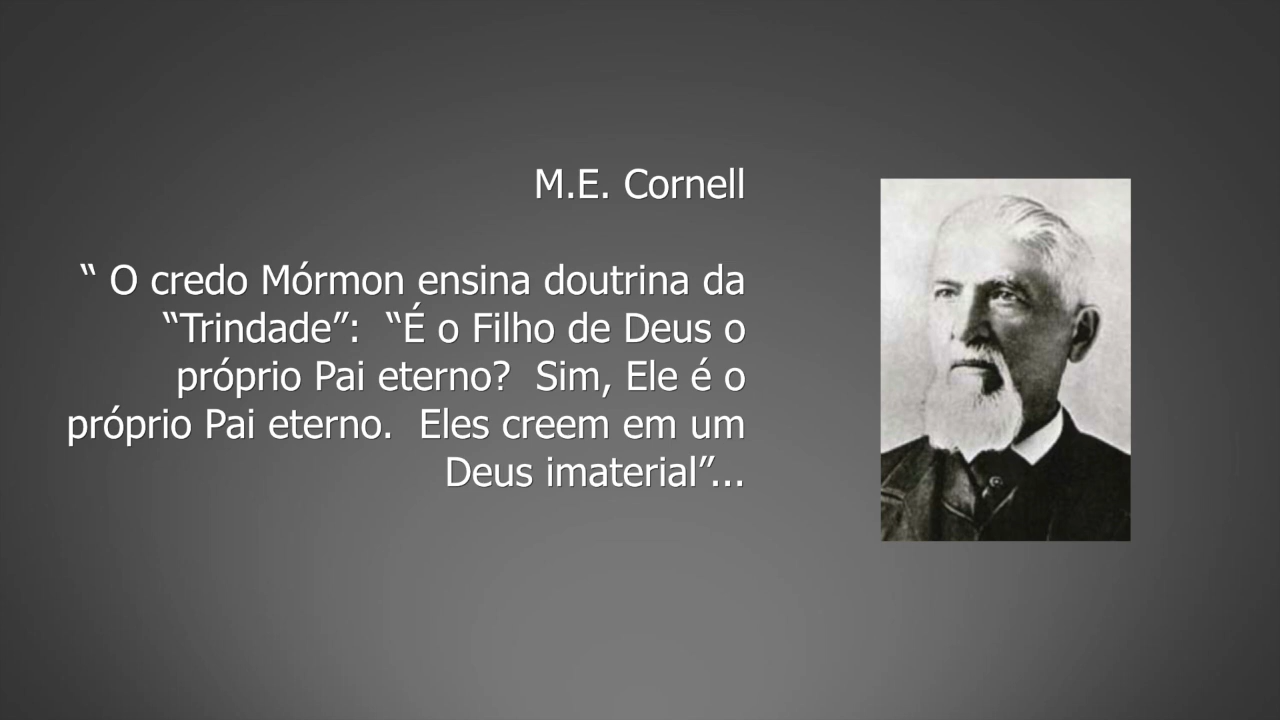 M.E. Cornell
“ O credo Mórmon ensina doutrina da
“Trindade”:  “É o Filho de Deus o
próprio Pai eterno?  Sim, Ele é o
próprio Pai eterno.  Eles creem em um
Deus imaterial”...